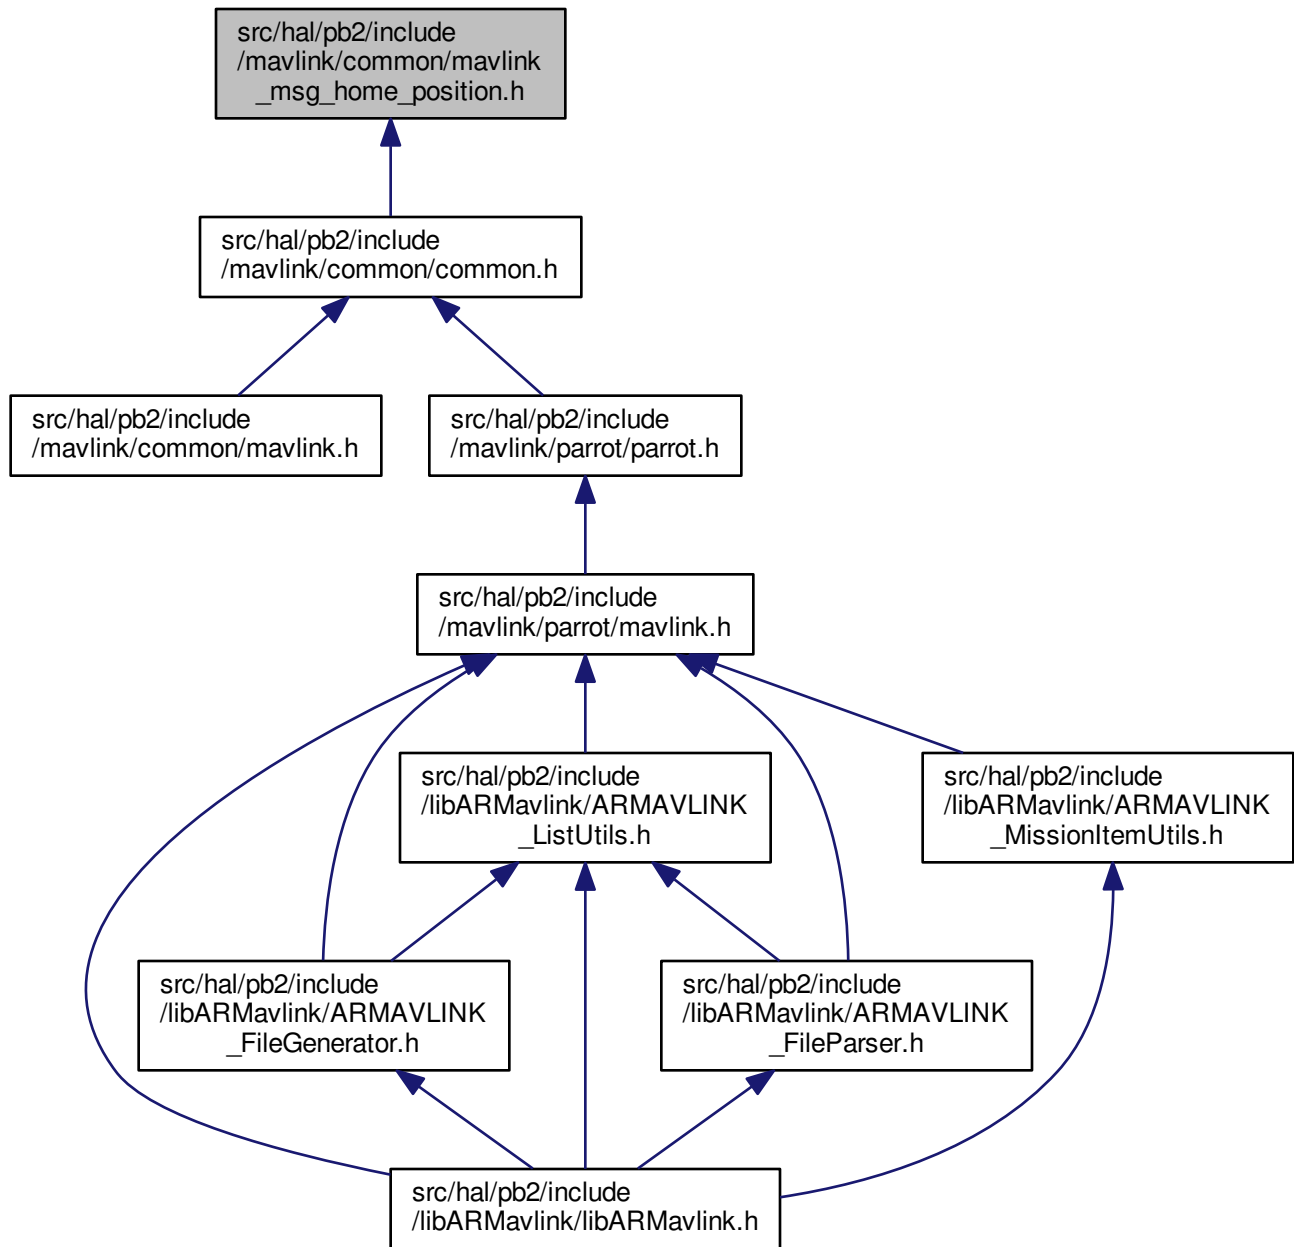 src/hal/pb2/include
/mavlink/common/mavlink
_msg_home_position.h
src/hal/pb2/include
/mavlink/common/common.h
src/hal/pb2/include
/mavlink/common/mavlink.h
src/hal/pb2/include
/mavlink/parrot/parrot.h
src/hal/pb2/include
/mavlink/parrot/mavlink.h
src/hal/pb2/include
/libARMavlink/ARMAVLINK
_ListUtils.h
src/hal/pb2/include
/libARMavlink/ARMAVLINK
_MissionItemUtils.h
src/hal/pb2/include
/libARMavlink/ARMAVLINK
_FileGenerator.h
src/hal/pb2/include
/libARMavlink/ARMAVLINK
_FileParser.h
src/hal/pb2/include
/libARMavlink/libARMavlink.h